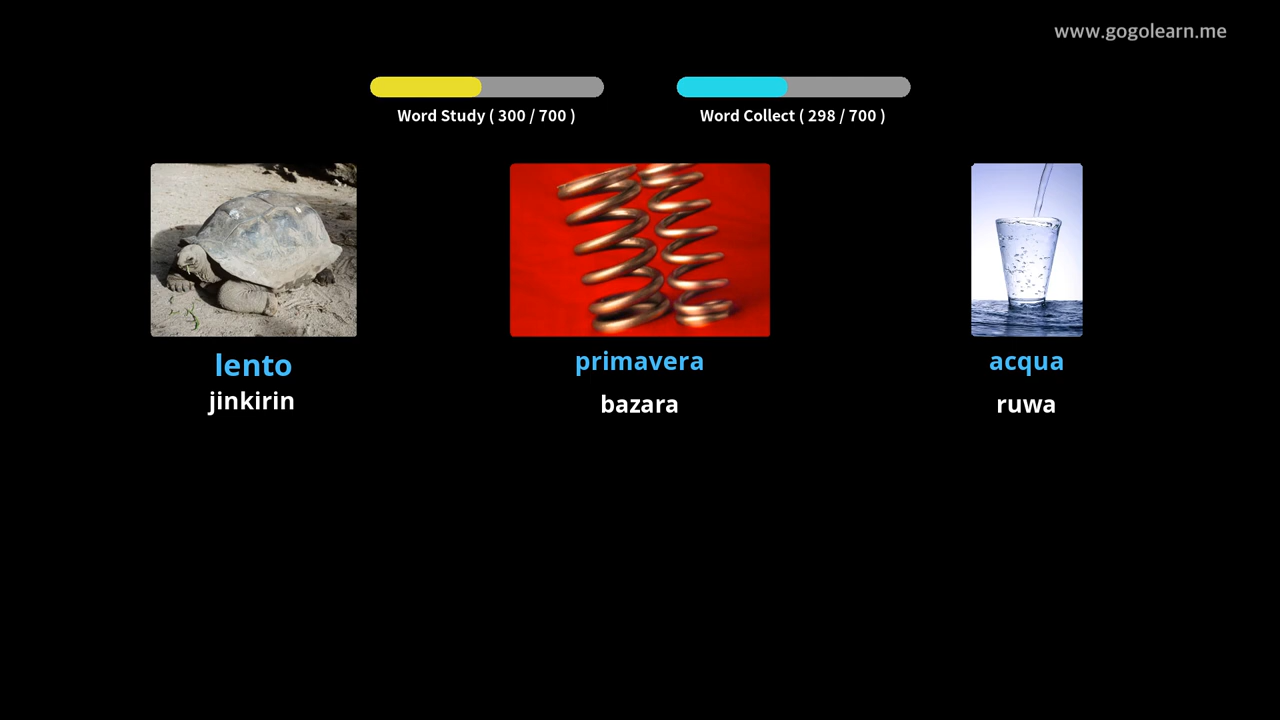 www.gogolearn.me
Word Study ( 300 / 700 )
Word Collect ( 298 / 700 )
lento
jinkirin
primavera
bazara
acqua
ruwa